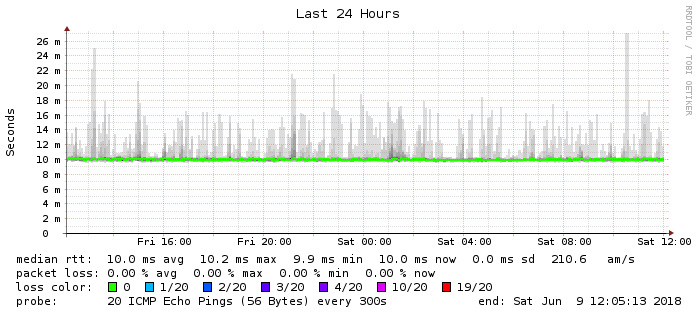 Last 24 Hours
RRDTOOL / TOBI OETIKER
Seconds
26 m
24 m
22 m
20 m
18 m
16 m
14 m
12 m
10 m
8 m
6 m
4 m
2 m
0
Fri 16:00 Fri 20:00 Sat 00:00 Sat 04:00 Sat 08:00 Sat 12:00
median rtt: 10.0 ms avg 10.2 ms max 9.9 ms min 10.0 ms now 0.0 ms sd 210.6 am/s
packet loss: 0.00 % avg 0.00 % max 0.00 % min 0.00 % now
loss color: 0 1/20 2/20 3/20 4/20 10/20 19/20
probe: 20 ICMP Echo Pings (56 Bytes) every 300s end: Sat Jun 9 12:05:13 2018